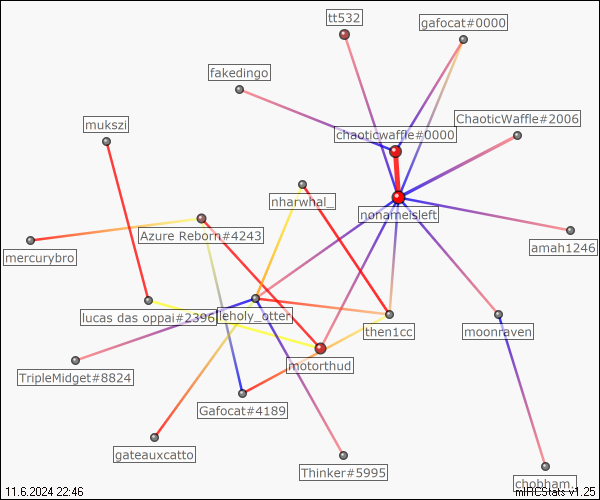 tt532
gafocat#0000
fakedingo
ChaoticWaffle#2006
mukszi
chaoticwaffle#0000
nharwhal_
nonameisleft
Azure Reborn#4243
mercurybro
amah1246
lucas das oppai#2396
leholy_otter
then1cc
moonraven
motorthud
TripleMidget#8824
Gafocat#4189
gateauxcatto
Thinker#5995
chobham.
11.6.2024 22:46
mIRCStats v1.25